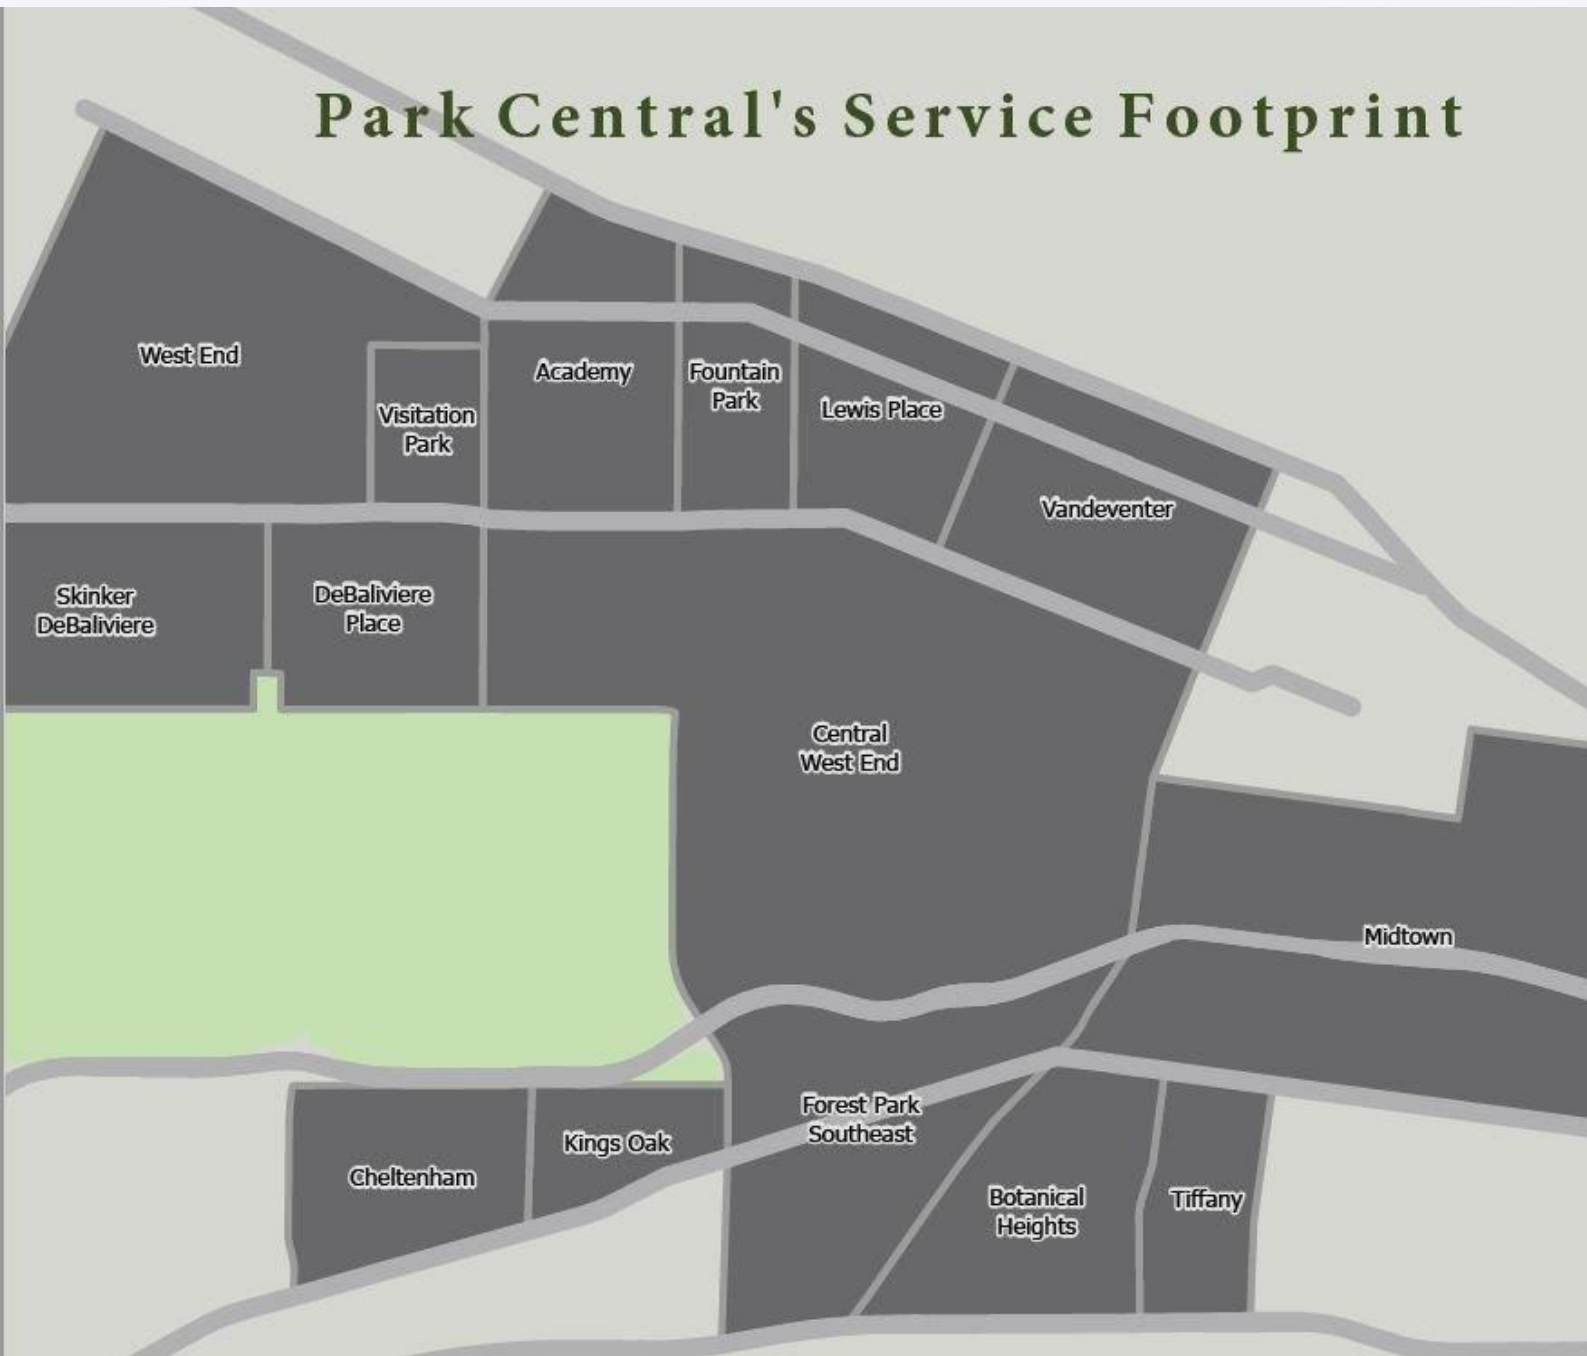 Park Central's Service Footprint
West End
Visitation
Park
Academy
Fountain
Park
Lewis Place
Vandeventer
Skinker
DeBaliviere
DeBaliviere
Place
Central
West End
Midtown
Forest Park
Southeast
Kings Oak
Cheltenham
Botanical
Heights
Tiffany